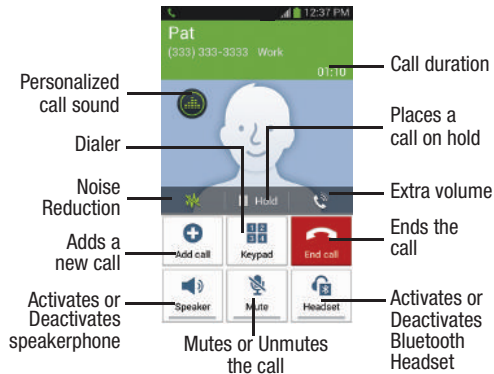 12:37 PM
Pat
(333) 333-3333 Work
01:10
Call duration
Personalized
call sound
Places a
call on hold
Dialer
Noise
Reduction
Hold
Extra volume
Adds a
new call
Add call
Keypad
End call
Ends the
call
Activates or
Deactivates
speakerphone
Speaker
Mute
Headset
Activates or
Deactivates
Bluetooth
Headset
Mutes or Unmutes
the call